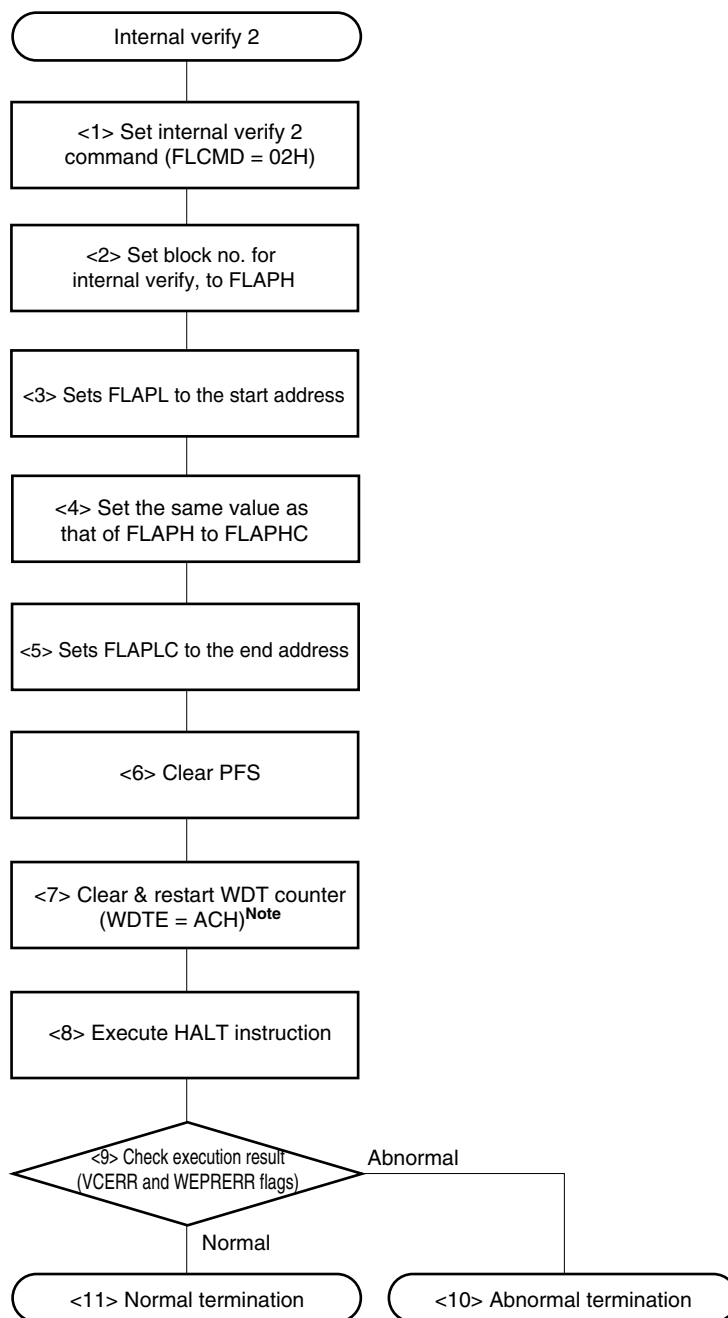 Internal verify 2
<1> Set internal verify 2
command (FLCMD = 02H)
<2> Set block no. for
internal verify, to FLAPH
<3> Sets FLAPL to the start address
<4> Set the same value as
that of FLAPH to FLAPHC
<5> Sets FLAPLC to the end address
<6> Clear PFS
<7> Clear & restart WDT counter
(WDTE = ACH)Note
<8> Execute HALT instruction
<9> Check execution result
(VCERR and WEPRERR flags)
Abnormal
Normal
<11> Normal termination
<10> Abnormal termination